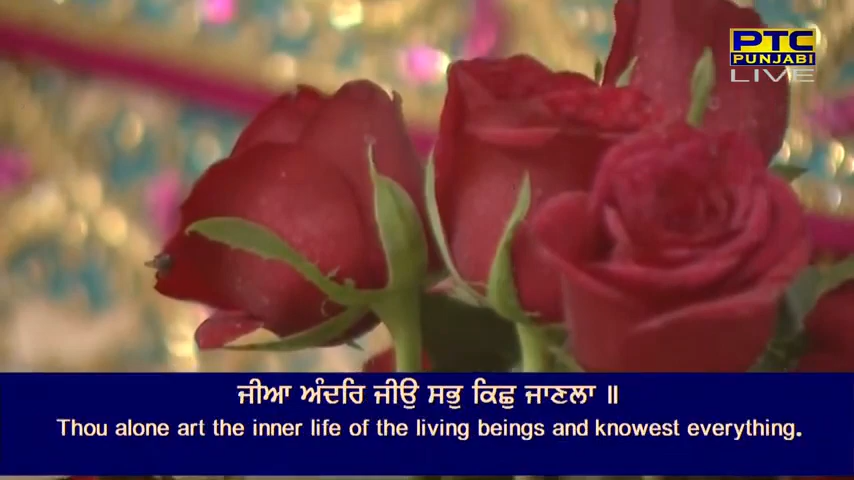 PTC
PUNJABI
LIVE
ਜੀਆ ਅੰਦਰਿ ਜੀਉ ਸਭੁ ਕਿਛੁ ਜਾਣਲਾ ॥
Thou alone art the inner life of the living beings and knowest everything.